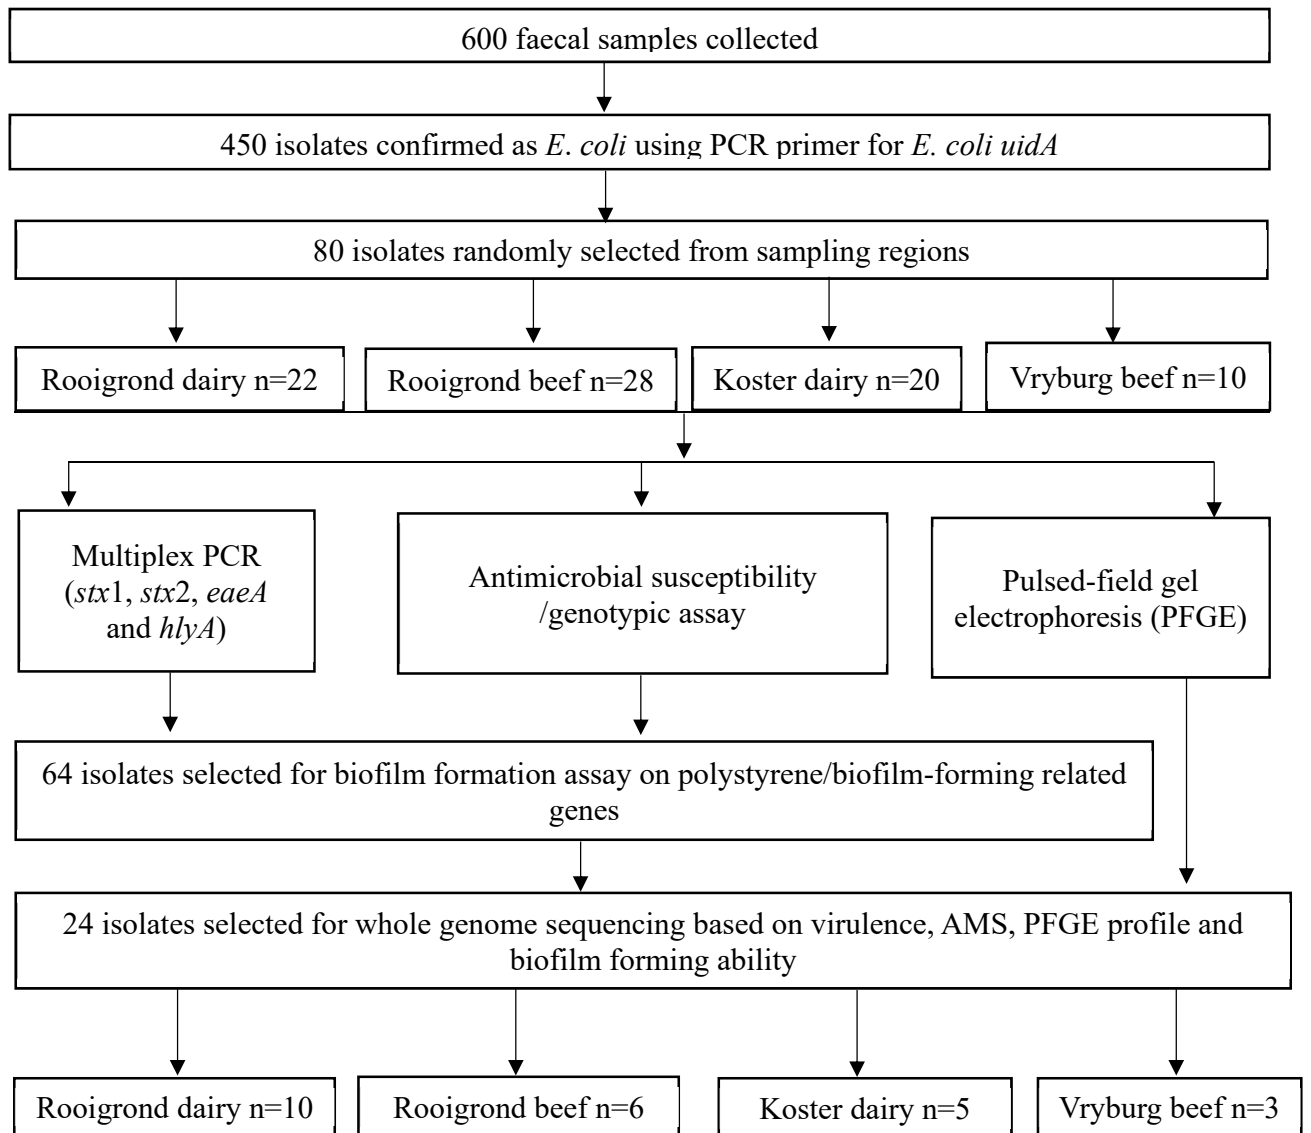 600 faecal samples collected
450 isolates confirmed as E. coli using PCR primer for E. coli uidA
80 isolates randomly selected from sampling regions
Rooigrond dairy n=22
Rooigrond beef n=28
Koster dairy n=20
Vryburg beef n=10
Multiplex PCR
(stx1, stx2, eaeA
and hlyA)
Antimicrobial susceptibility
/genotypic assay
Pulsed-field gel
electrophoresis (PFGE)
64 isolates selected for biofilm formation assay on polystyrene/biofilm-forming related
genes
24 isolates selected for whole genome sequencing based on virulence, AMS, PFGE profile and
biofilm forming ability
Rooigrond dairy n=10
Rooigrond beef n=6
Koster dairy n=5
Vryburg beef n=3